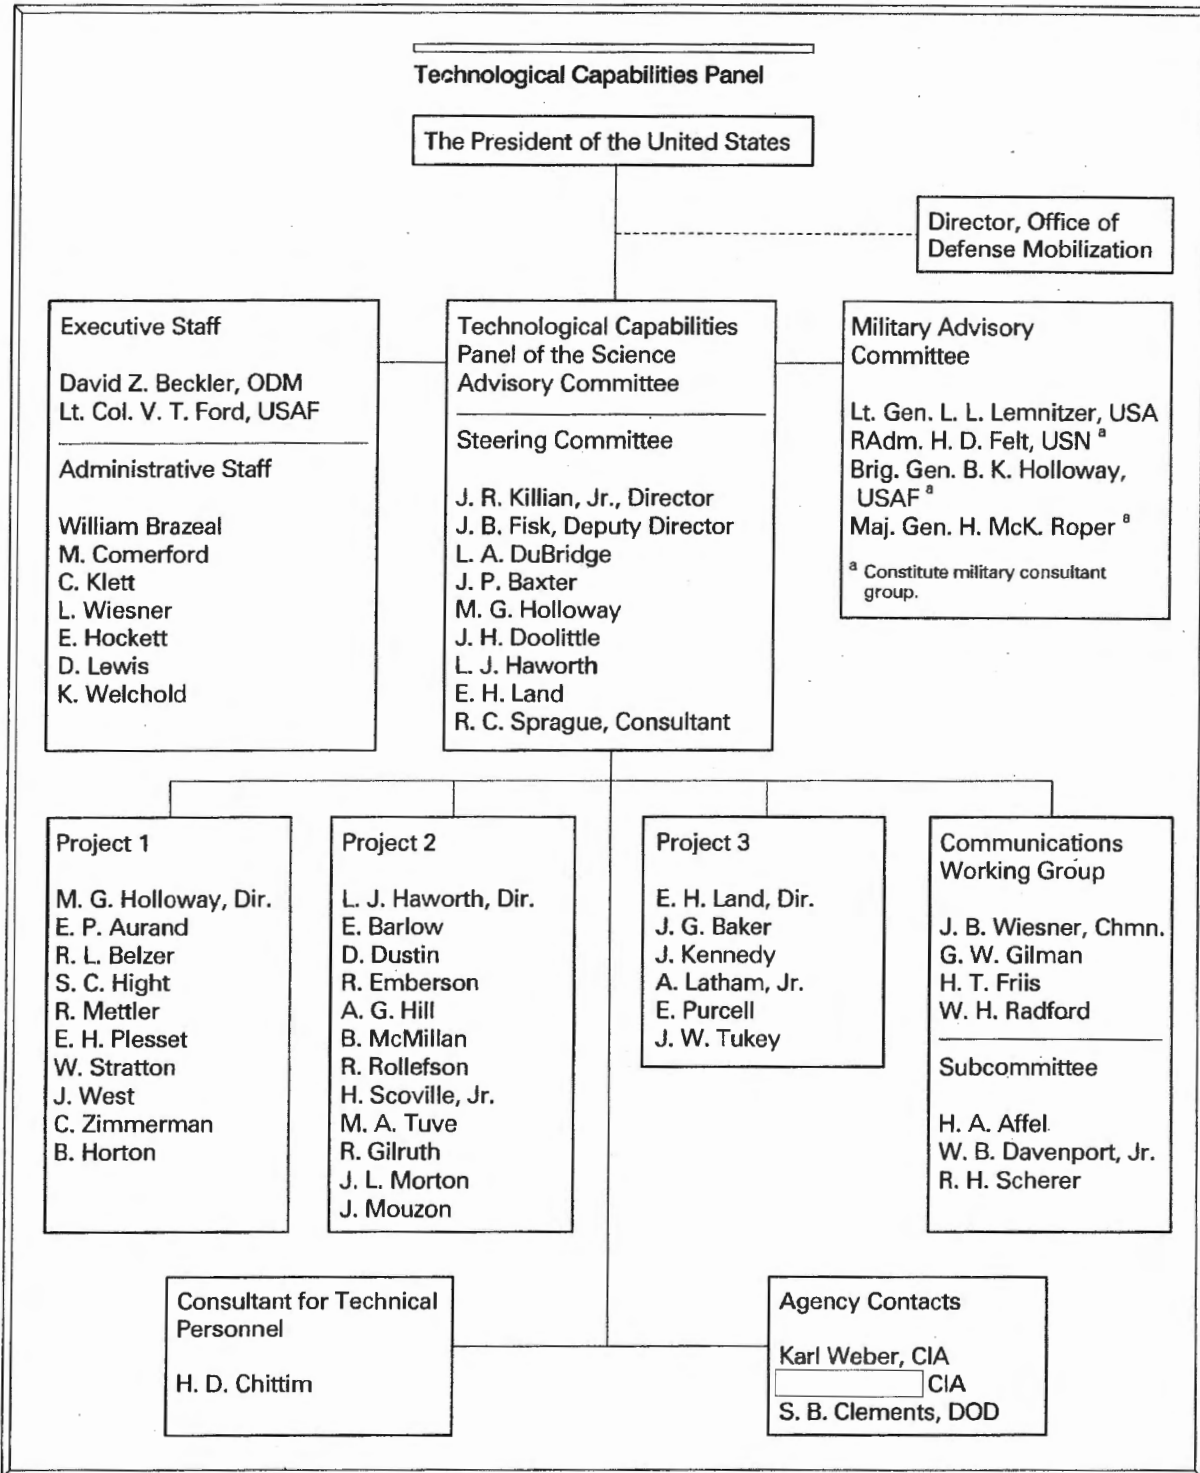 Technological Capabilities Panel
The President of the United States
Director, Office of
Defense Mobilization
Executive Staff
David Z. Beckler, ODM
Lt. Col. V. T. Ford, USAF
Administrative Staff
William Brazeal
M. Comerford
C. Klett
L. Wiesner
E. Hockett
D. Lewis
K. Welchold
Technological Capabilities
Panel of the Science
Advisory Committee
Steering Committee
J. R. Killian, Jr., Director
J. B. Fisk, Deputy Director
L. A. DuBridge
J. P. Baxter
M. G. Holloway
J. H. Doolittle
L. J. Haworth
E. H. Land
R. C. Sprague, Consultant
Military Advisory
Committee
Lt. Gen. L. L. Lemnitzer, USA
RAdm. H. D. Felt, USN a
Brig. Gen. B. K. Holloway,
USAF a
Maj. Gen. H. McK. Roper a
a Constitute military consultant
group.
Project 1
M. G. Holloway, Dir.
E. P. Aurand
R. L. Belzer
S. C. Hight
R. Mettler
E. H. Plesset
W. Stratton
J. West
C. Zimmerman
B. Horton
Project 2
L. J. Haworth, Dir.
E. Barlow
D. Dustin
R. Emberson
A. G. Hill
B. McMillan
R. Rollefson
H. Scoville, Jr.
M. A. Tuve
R. Gilruth
J. L. Morton
J. Mouzon
Project 3
E. H. Land, Dir.
J. G. Baker
J. Kennedy
A. Latham, Jr.
E. Purcell
J. W. Tukey
Communications
Working Group
J. B. Wiesner, Chmn.
G. W. Gilman
H. T. Friis
W. H. Radford
Subcommittee
H. A. Affel
W. B. Davenport, Jr.
R. H. Scherer
Consultant for Technical
Personnel
H. D. Chittim
Agency Contacts
Karl Weber, CIA
CIA
S. B. Clements, DOD